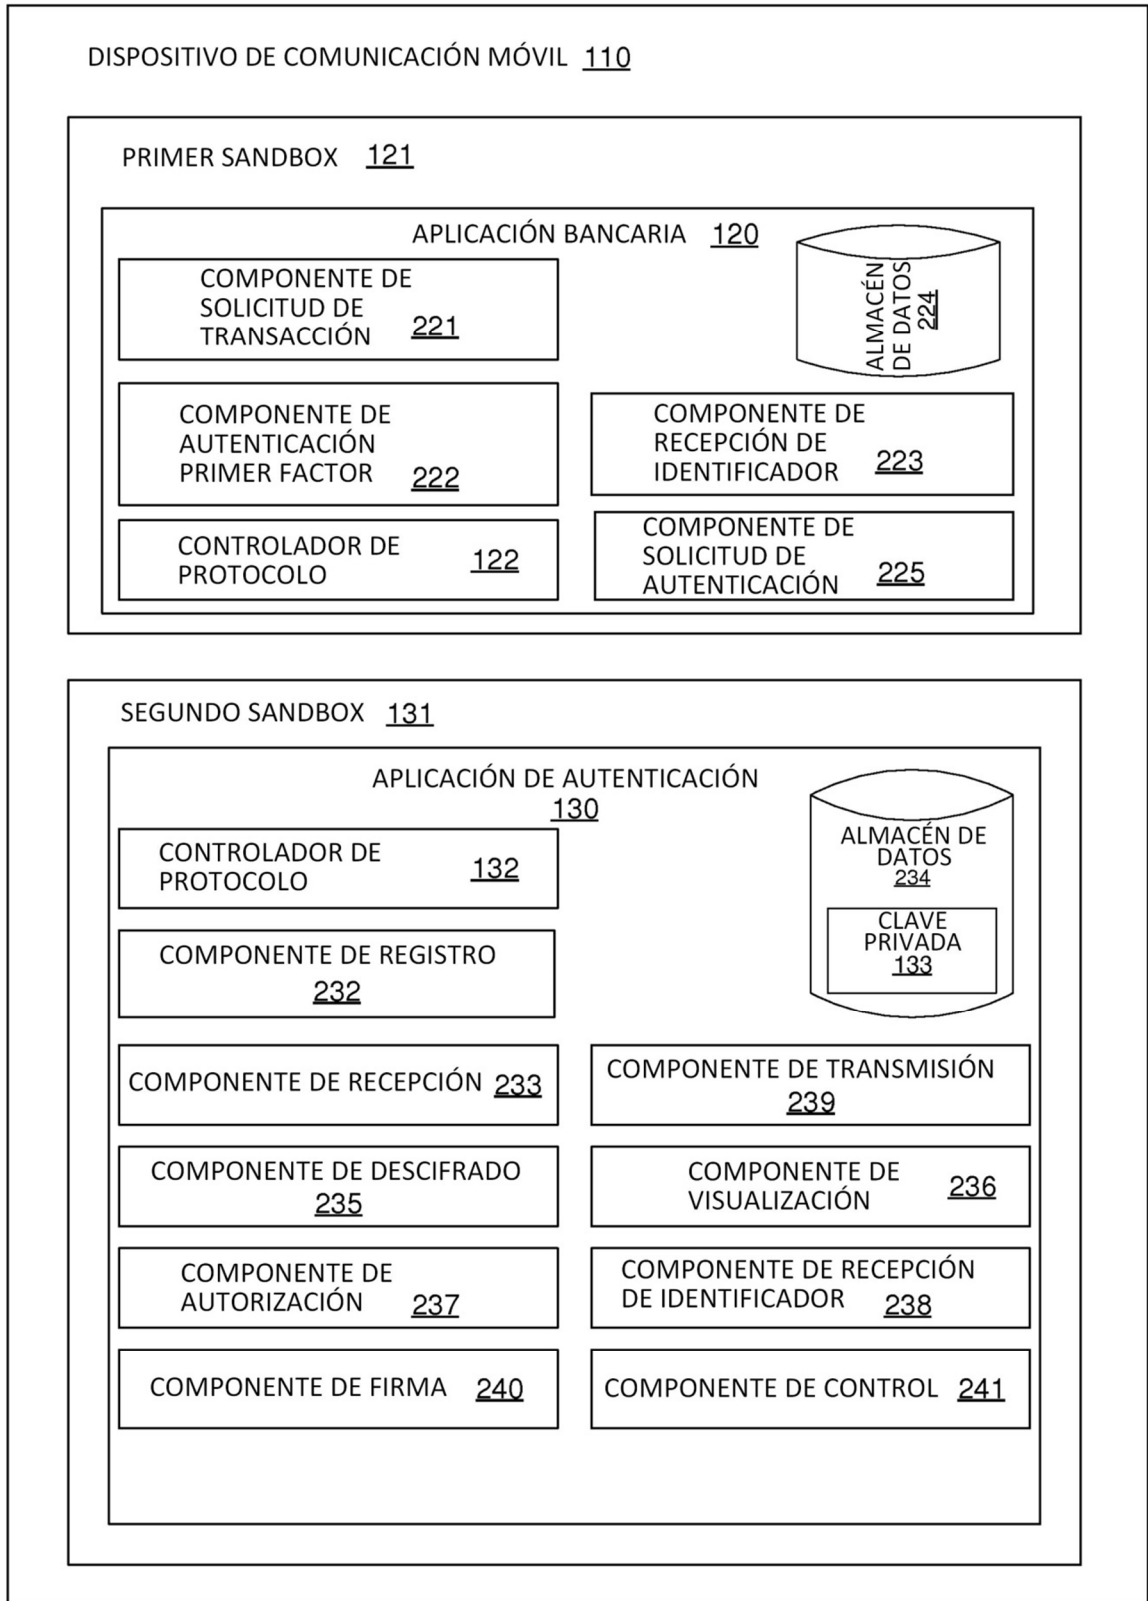 DISPOSITIVO DE COMUNICACIÓN MÓVIL 110
PRIMER SANDBOX 121
APLICACIÓN BANCARIA 120
COMPONENTE DE
SOLICITUD DE
TRANSACCIÓN 221
ALMACÉN
DE DATOS
224
COMPONENTE DE
AUTENTICACIÓN
PRIMER FACTOR 222
COMPONENTE DE
RECEPCIÓN DE
IDENTIFICADOR 223
CONTROLADOR DE
PROTOCOLO 122
COMPONENTE DE
SOLICITUD DE
AUTENTICACIÓN 225
SEGUNDO SANDBOX 131
APLICACIÓN DE AUTENTICACIÓN
130
CONTROLADOR DE
PROTOCOLO 132
ALMACÉN DE
DATOS
234
CLAVE
PRIVADA
133
COMPONENTE DE REGISTRO
232
COMPONENTE DE RECEPCIÓN 233
COMPONENTE DE TRANSMISIÓN
239
COMPONENTE DE DESCIFRADO
235
COMPONENTE DE
VISUALIZACIÓN 236
COMPONENTE DE
AUTORIZACIÓN 237
COMPONENTE DE RECEPCIÓN
DE IDENTIFICADOR 238
COMPONENTE DE FIRMA 240
COMPONENTE DE CONTROL 241